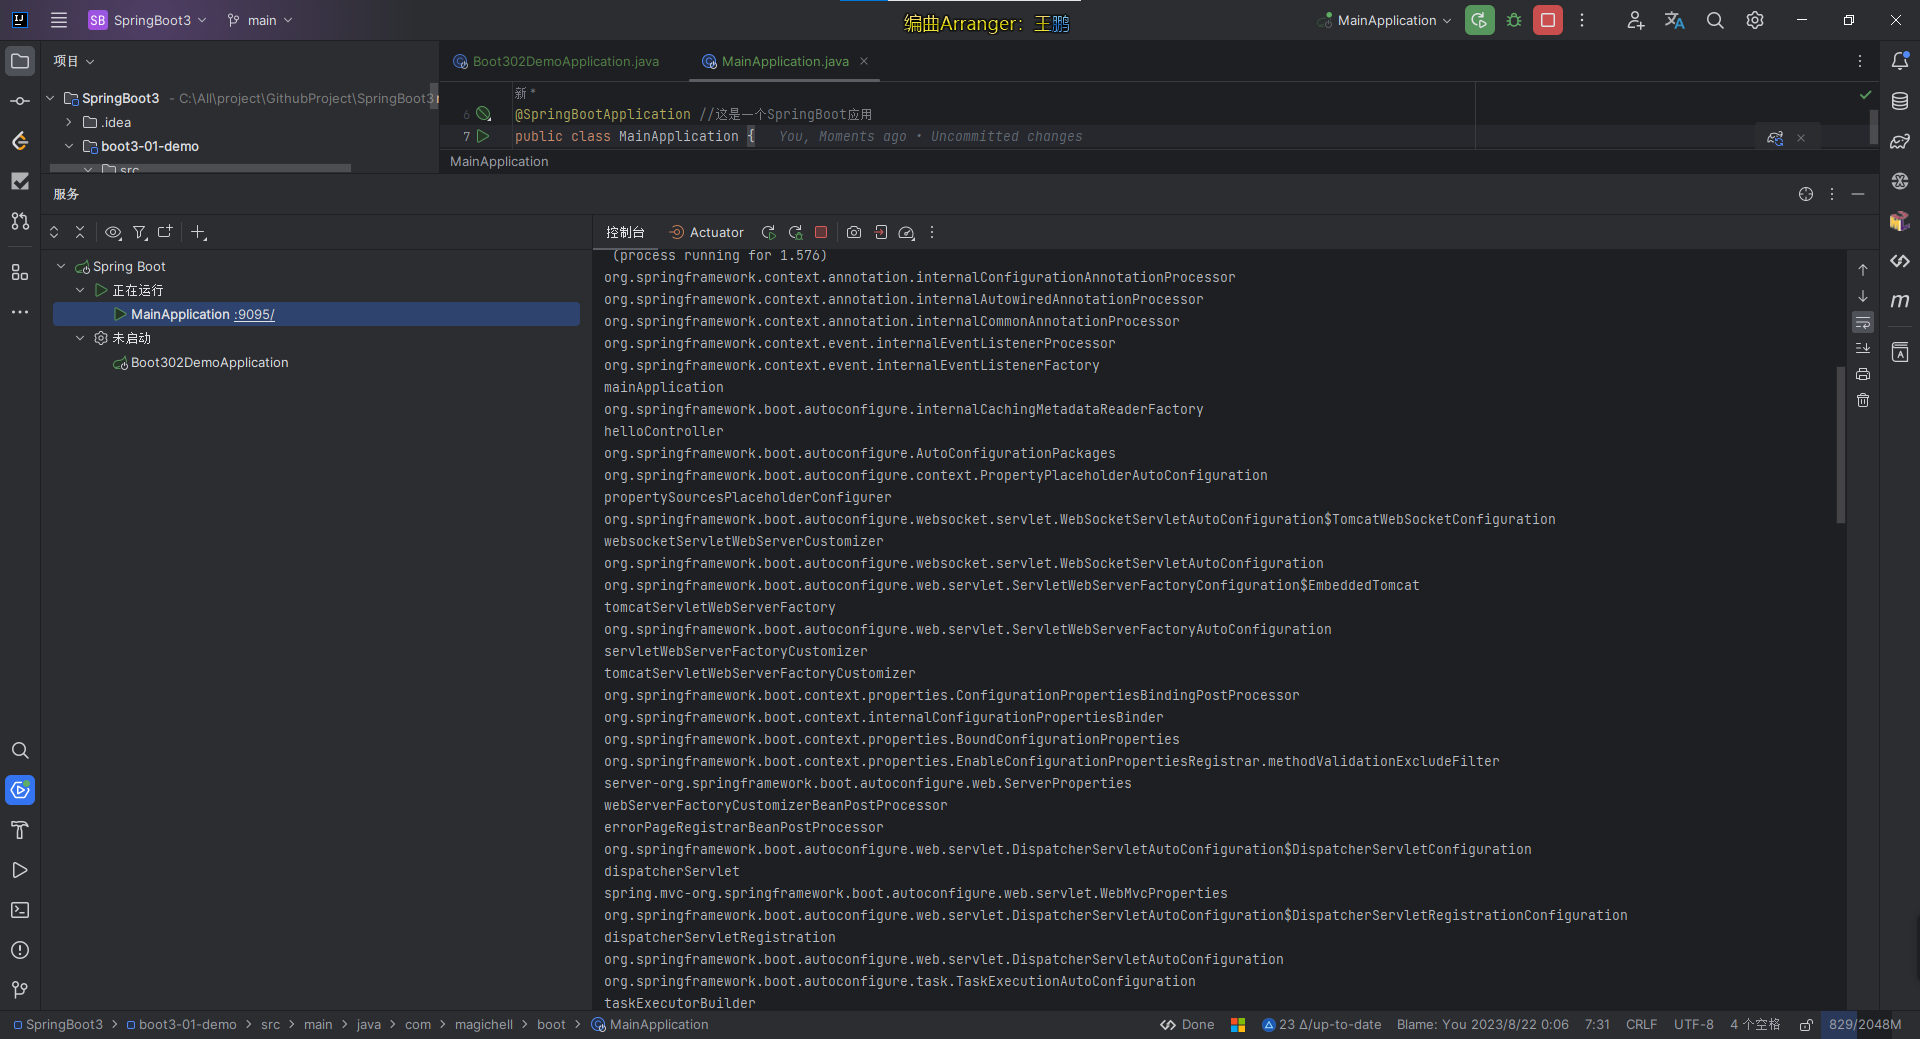 SB SpringBoot3 main
编曲Arranger：王鹏
MainApplication
项目
Boot302DemoApplication.java MainApplication.java
SpringBoot3 - C:\All\project\GithubProject\SpringBoot3
.idea
boot3-01-demo
src
新 *
6 @SpringBootApplication //这是一个SpringBoot应用
7 public class MainApplication { You, Moments ago • Uncommitted changes
MainApplication
服务
控制台 Actuator
Spring Boot
正在运行
MainApplication :9095/
未启动
Boot302DemoApplication
(process running for 1.576)
org.springframework.context.annotation.internalConfigurationAnnotationProcessor
org.springframework.context.annotation.internalAutowiredAnnotationProcessor
org.springframework.context.annotation.internalCommonAnnotationProcessor
org.springframework.context.event.internalEventListenerProcessor
org.springframework.context.event.internalEventListenerFactory
mainApplication
org.springframework.boot.autoconfigure.internalCachingMetadataReaderFactory
helloController
org.springframework.boot.autoconfigure.AutoConfigurationPackages
org.springframework.boot.autoconfigure.context.PropertyPlaceholderAutoConfiguration
propertySourcesPlaceholderConfigurer
org.springframework.boot.autoconfigure.websocket.servlet.WebSocketServletAutoConfiguration$TomcatWebSocketConfiguration
websocketServletWebServerCustomizer
org.springframework.boot.autoconfigure.websocket.servlet.WebSocketServletAutoConfiguration
org.springframework.boot.autoconfigure.web.servlet.ServletWebServerFactoryConfiguration$EmbeddedTomcat
tomcatServletWebServerFactory
org.springframework.boot.autoconfigure.web.servlet.ServletWebServerFactoryAutoConfiguration
servletWebServerFactoryCustomizer
tomcatServletWebServerFactoryCustomizer
org.springframework.boot.context.properties.ConfigurationPropertiesBindingPostProcessor
org.springframework.boot.context.internalConfigurationPropertiesBinder
org.springframework.boot.context.properties.BoundConfigurationProperties
org.springframework.boot.context.properties.EnableConfigurationPropertiesRegistrar.methodValidationExcludeFilter
server-org.springframework.boot.autoconfigure.web.ServerProperties
webServerFactoryCustomizerBeanPostProcessor
errorPageRegistrarBeanPostProcessor
org.springframework.boot.autoconfigure.web.servlet.DispatcherServletAutoConfiguration$DispatcherServletConfiguration
dispatcherServlet
spring.mvc-org.springframework.boot.autoconfigure.web.servlet.WebMvcProperties
org.springframework.boot.autoconfigure.web.servlet.DispatcherServletAutoConfiguration$DispatcherServletRegistrationConfiguration
dispatcherServletRegistration
org.springframework.boot.autoconfigure.web.servlet.DispatcherServletAutoConfiguration
org.springframework.boot.autoconfigure.task.TaskExecutionAutoConfiguration
taskExecutorBuilder
SpringBoot3 > boot3-01-demo > src > main > java > com > magichell > boot > MainApplication
Done 23 Δ/up-to-date Blame: You 2023/8/22 0:06 7:31 CRLF UTF-8 4 个空格 829/2048M